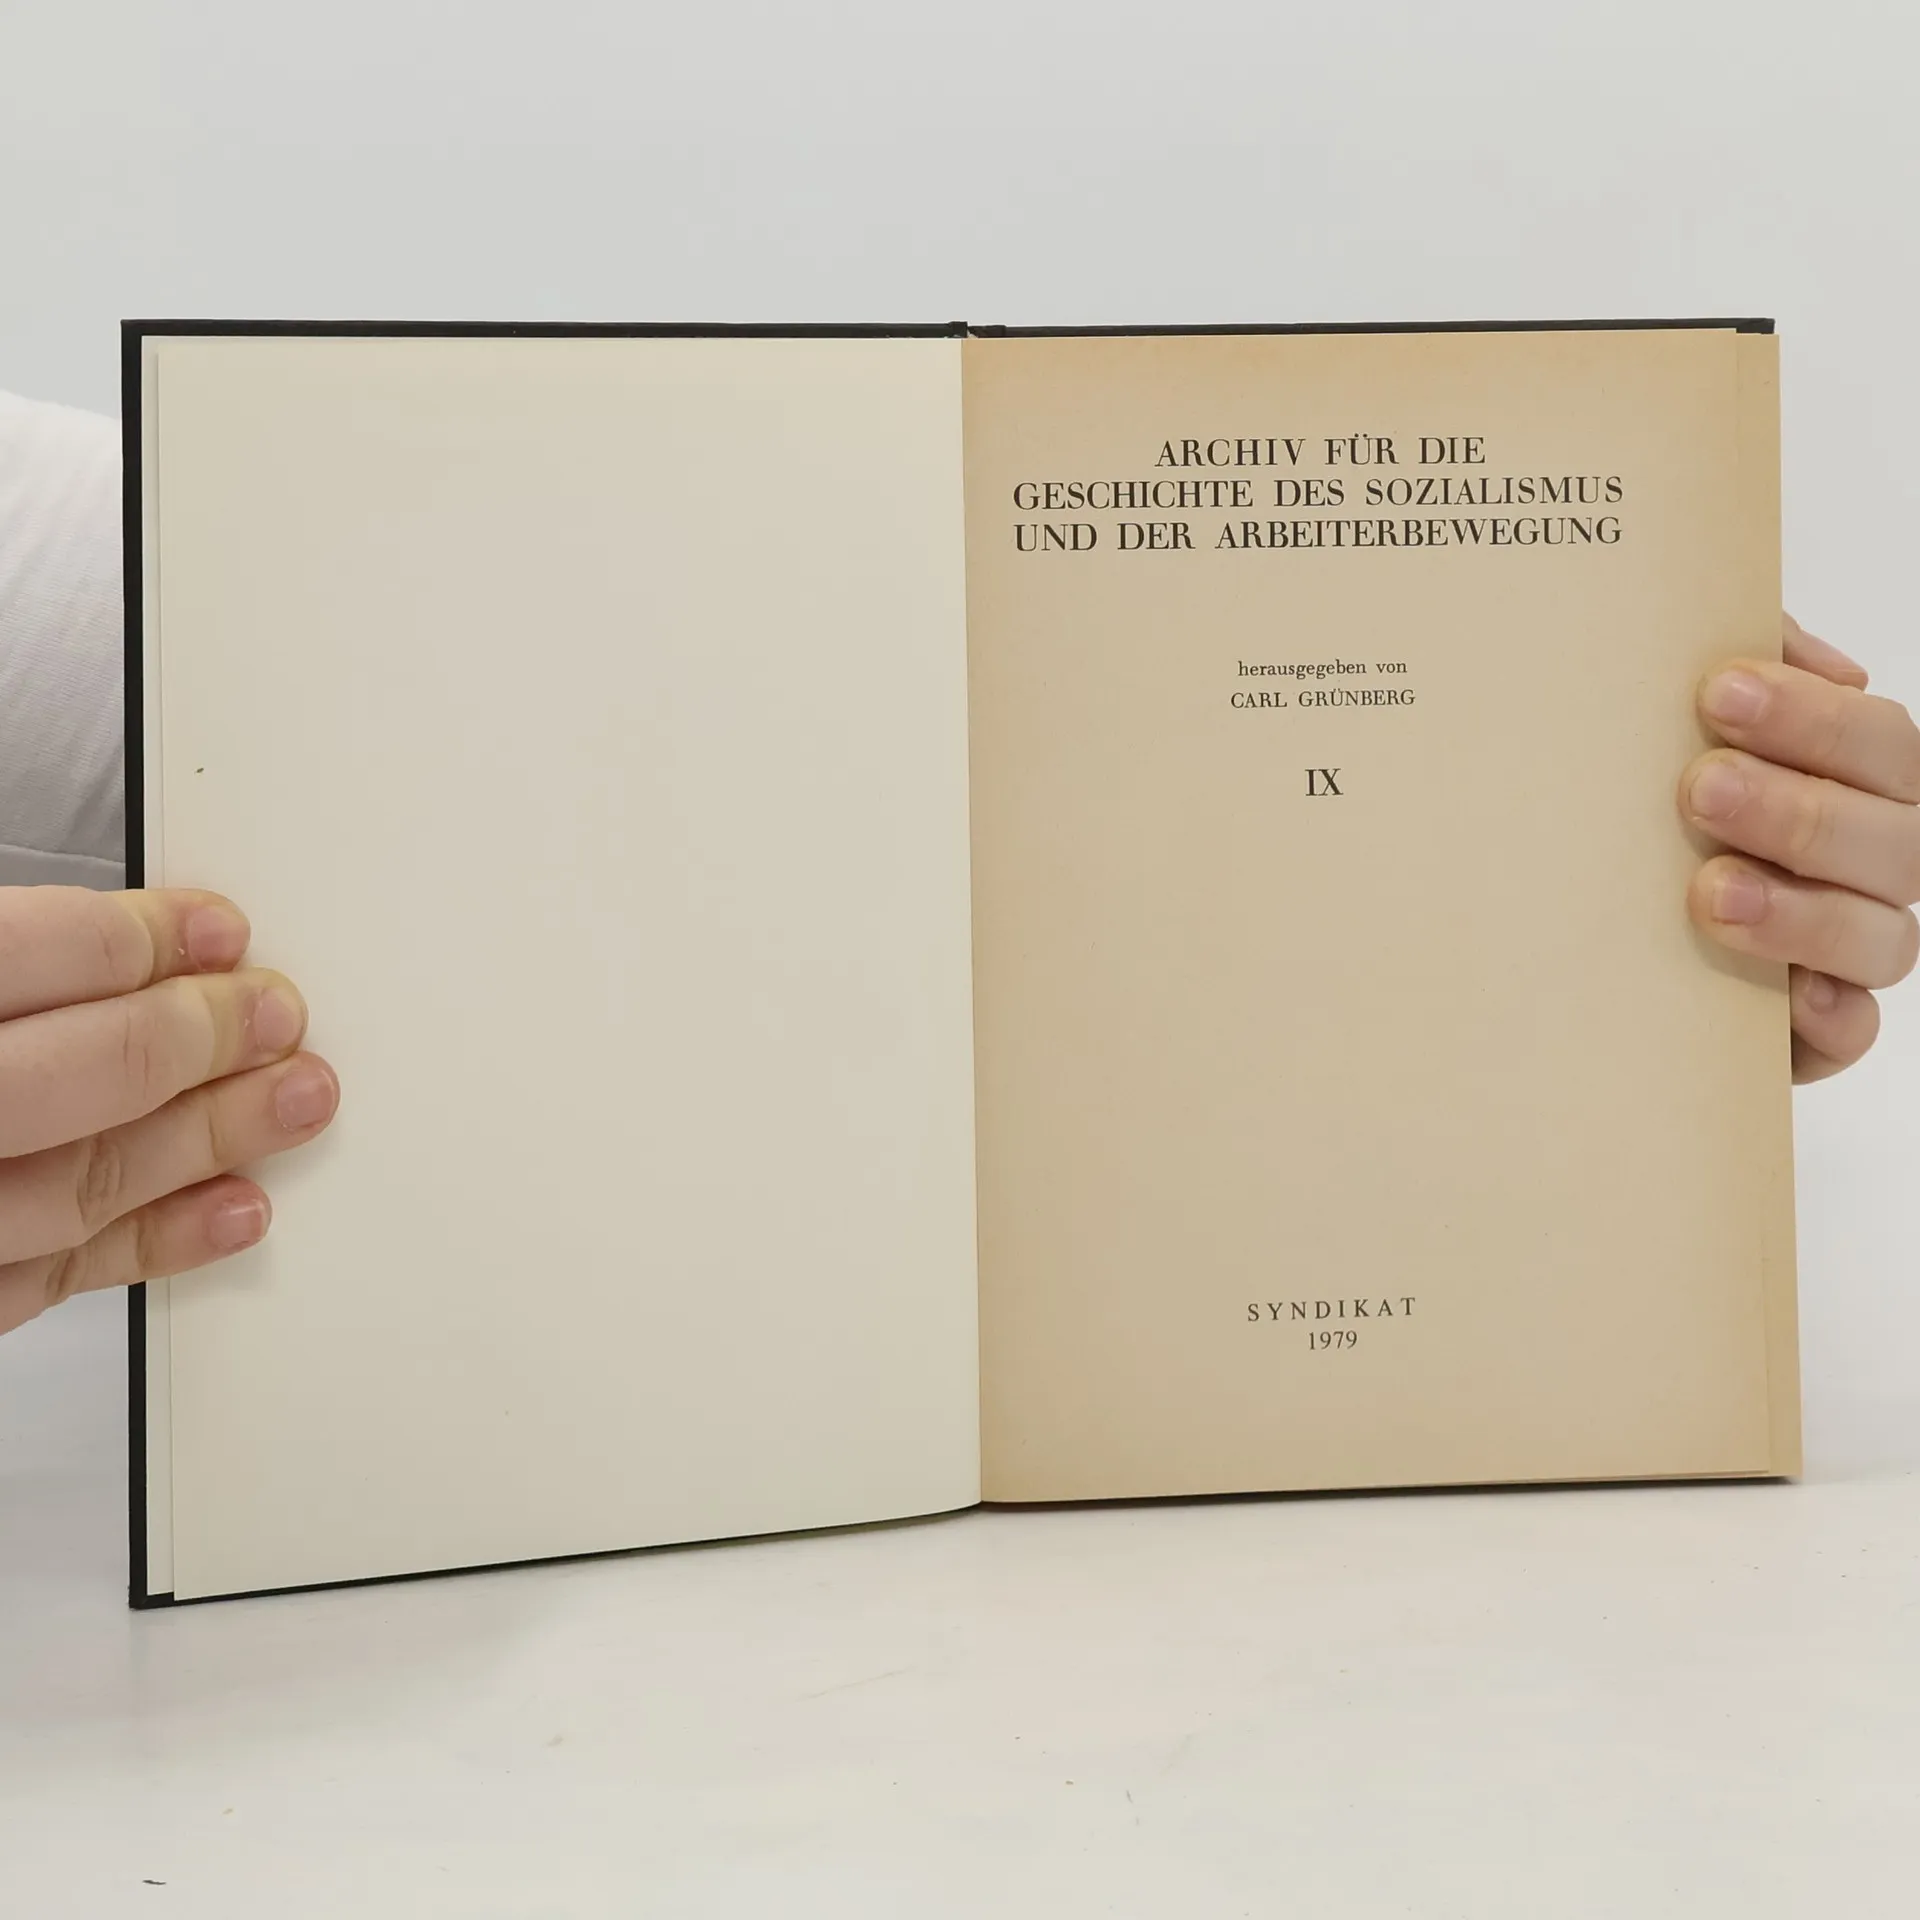 ARCHIV FÜR DIE
GESCHICHTE DES SOZIALISMUS
UND DER ARBEITERBEWEGUNG
herausgegeben von
CARL GRÜNBERG
IX
SYNDIKAT
1979